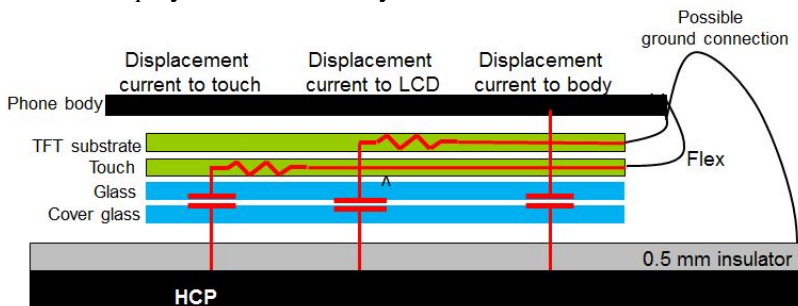 Possible
ground connection
Displacement
current to touch
Displacement
current to LCD
Displacement
current to body
Phone body
TFT substrate
Touch
Flex
Glass
Cover glass
0.5 mm insulator
HCP